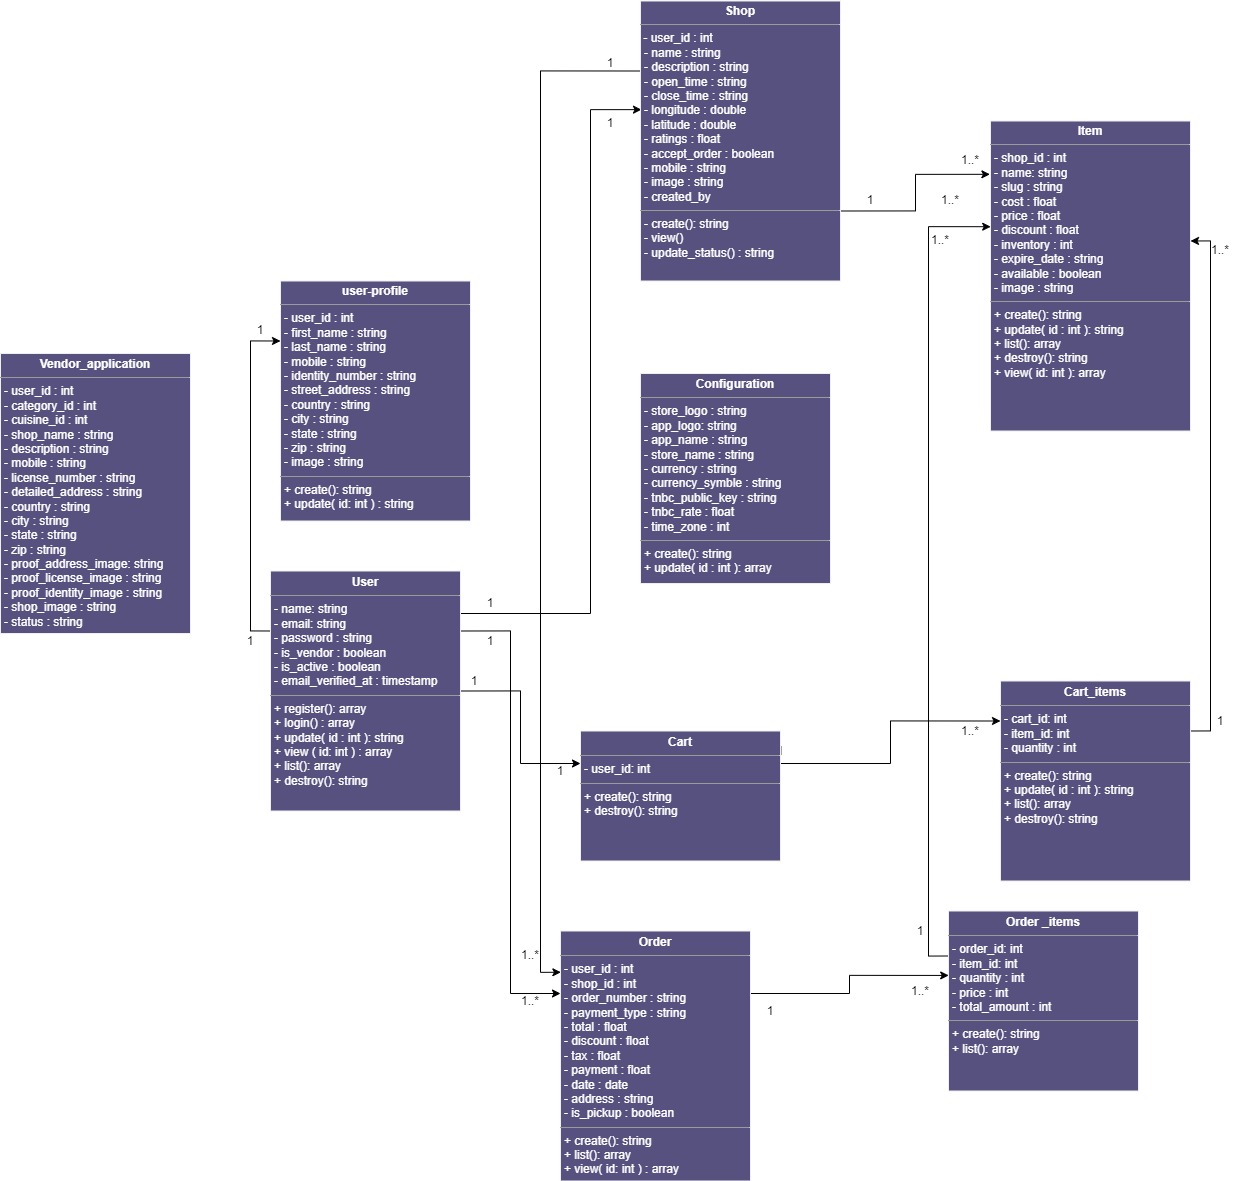 Shop
- user_id : int
- name : string
- description : string
- open_time : string
- close_time : string
- longitude : double
- latitude : double
- ratings : float
- accept_order : boolean
- mobile : string
- image : string
- created_by
- create(): string
- view()
- update_status() : string
1
1
1..*
1
1..*
Item
- shop_id : int
- name: string
- slug : string
- cost : float
- price : float
- discount : float
- inventory : int
- expire_date : string
- available : boolean
- image : string
+ create(): string
+ update( id : int ): string
+ list(): array
+ destroy(): string
+ view( id: int ): array
1..*
1..*
user-profile
- user_id : int
- first_name : string
- last_name : string
- mobile : string
- identity_number : string
- street_address : string
- country : string
- city : string
- state : string
- zip : string
- image : string
+ create(): string
+ update( id: int ) : string
1
Vendor_application
- user_id : int
- category_id : int
- cuisine_id : int
- shop_name : string
- description : string
- mobile : string
- license_number : string
- detailed_address : string
- country : string
- city : string
- state : string
- zip : string
- proof_address_image: string
- proof_license_image : string
- proof_identity_image : string
- shop_image : string
- status : string
Configuration
- store_logo : string
- app_logo: string
- app_name : string
- store_name : string
- currency : string
- currency_symble : string
- tnbc_public_key : string
- tnbc_rate : float
- time_zone : int
+ create(): string
+ update( id : int ): array
User
- name: string
- email: string
- password : string
- is_vendor : boolean
- is_active : boolean
- email_verified_at : timestamp
+ register(): array
+ login() : array
+ update( id : int ): string
+ view ( id: int ) : array
+ list(): array
+ destroy(): string
1
1
1
1
Cart
- user_id: int
+ create(): string
+ destroy(): string
1
1..*
Cart_items
- cart_id: int
- item_id: int
- quantity : int
+ create(): string
+ update( id : int ): string
+ list(): array
+ destroy(): string
1
Order
- user_id : int
- shop_id : int
- order_number : string
- payment_type : string
- total : float
- discount : float
- tax : float
- payment : float
- date : date
- address : string
- is_pickup : boolean
+ create(): string
+ list(): array
+ view( id: int ) : array
1..*
1..*
1
1..*
1
Order _items
- order_id: int
- item_id: int
- quantity : int
- price : int
- total_amount : int
+ create(): string
+ list(): array